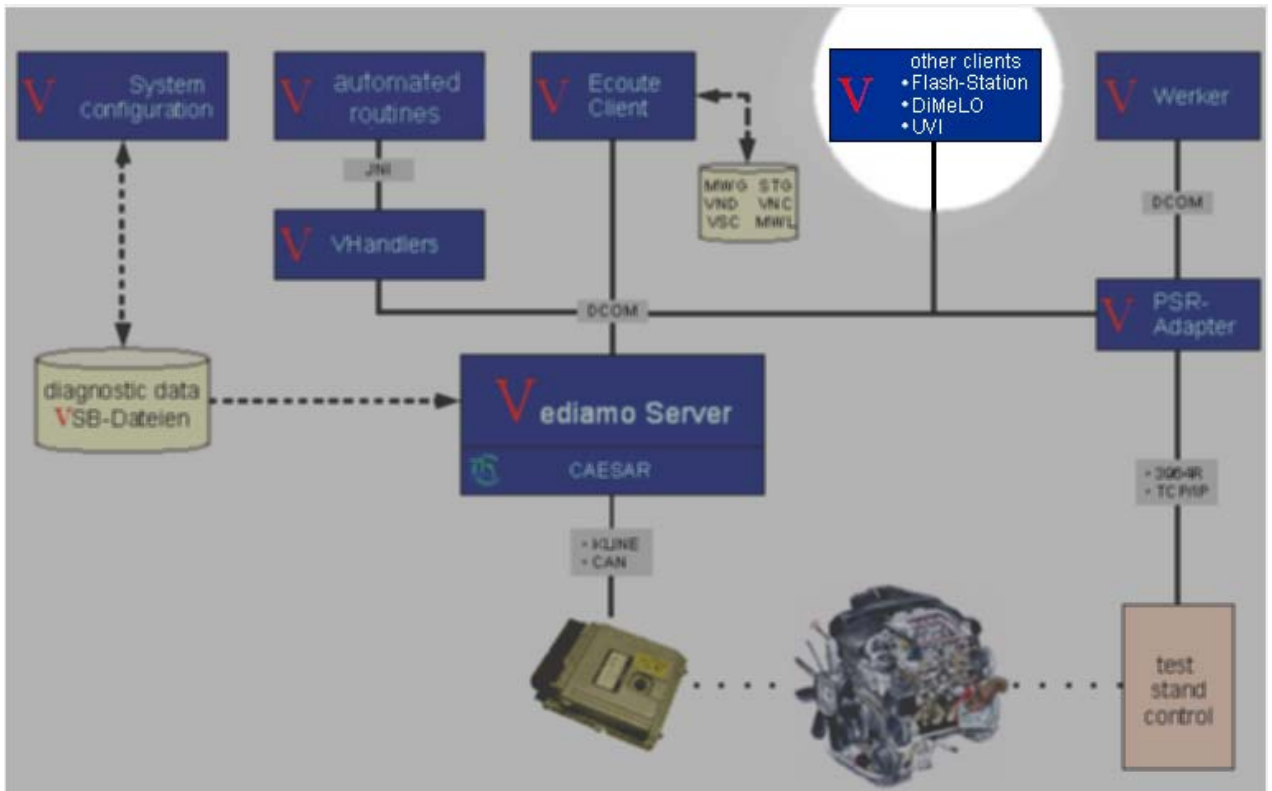 V System
configuration
V automated
routines
V Ecoute
Client
V other clients
• Flash-Station
• DiMeLO
• UVI
V Werker
JNI
MWG STG
VND VNC
VSC MWL
DCOM
V VHandlers
DCOM
V PSR-
Adapter
diagnostic data
VSB-Dateien
Vediamo Server
CAESAR
• 3964R
• TCP/IP
• KLINE
• CAN
test
stand
control